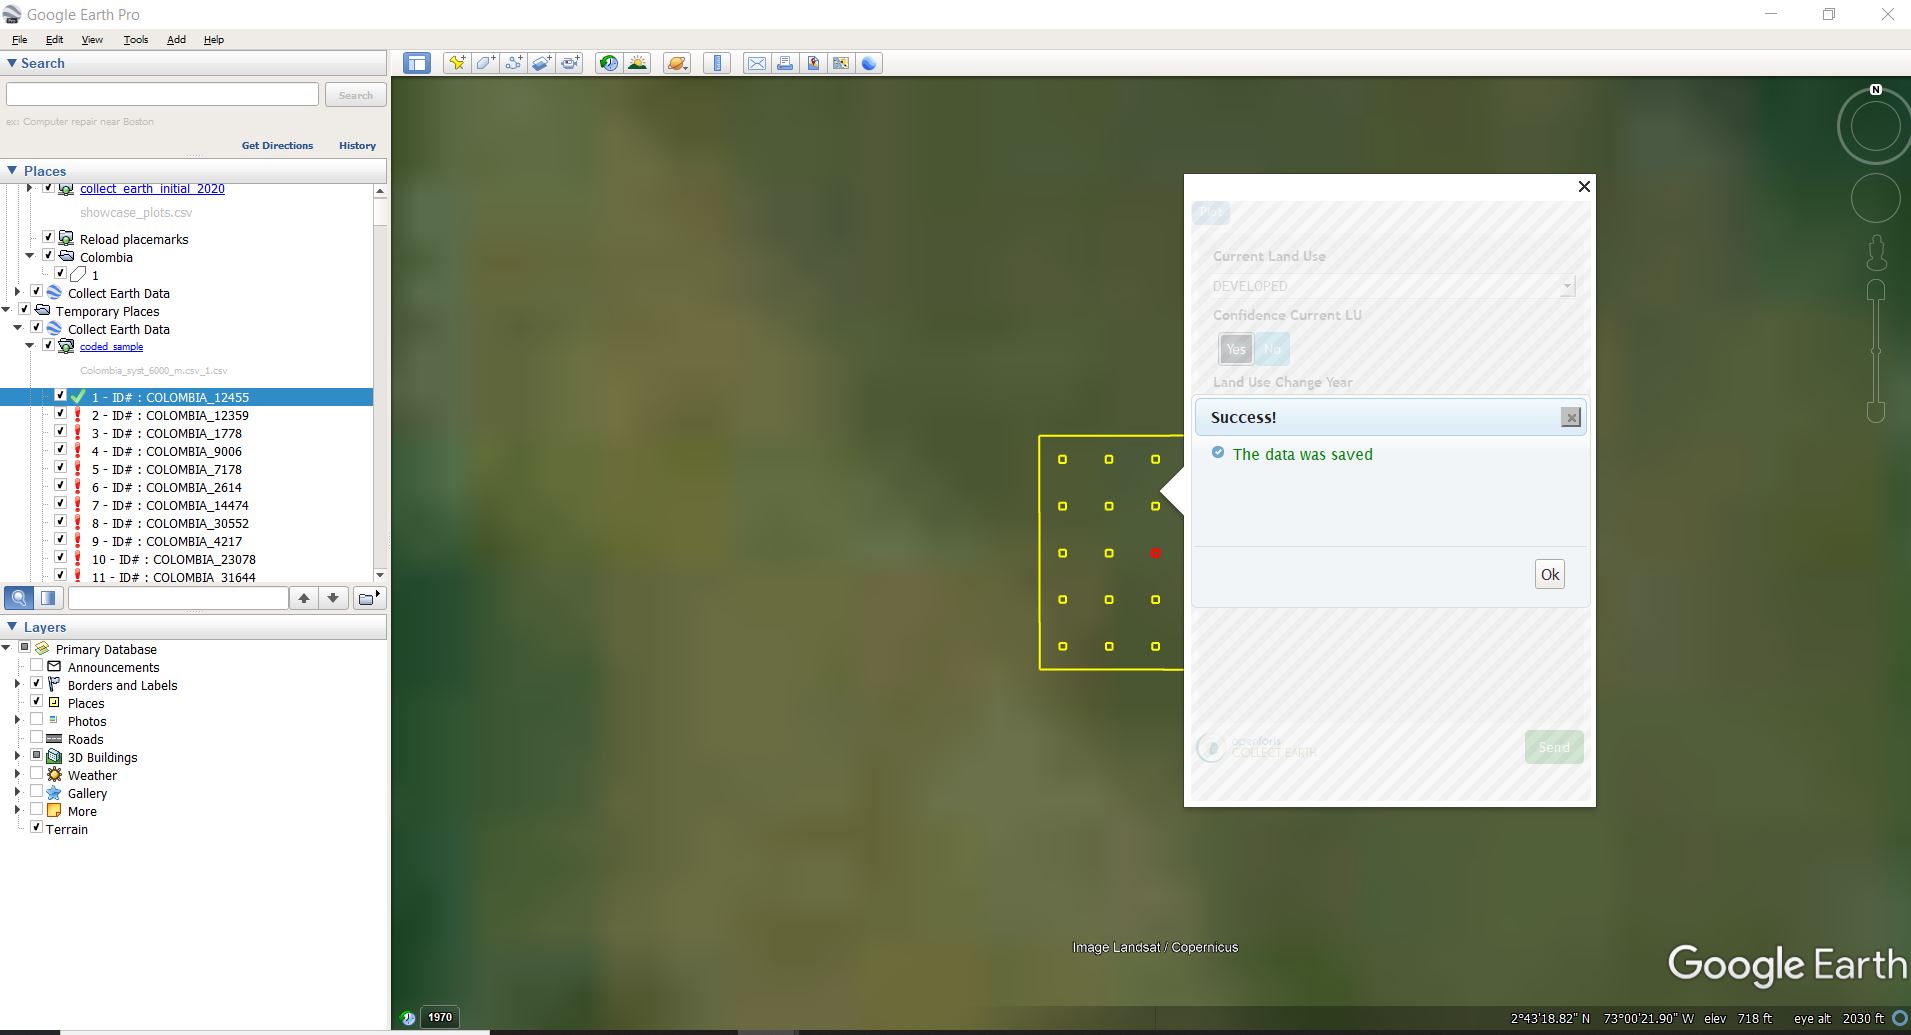 Google Earth Pro
File Edit View Tools Add Help
Search
Search
ex: Computer repair near Boston
Get Directions History
Places
collect_earth_initial_2020
showcase_plots.csv
Reload placemarks
Colombia
1
Collect Earth Data
Temporary Places
Collect Earth Data
coded_sample
Colombia_syst_6000_m.csv_1.csv
1 - ID# : COLOMBIA_12455
2 - ID# : COLOMBIA_12359
3 - ID# : COLOMBIA_1778
4 - ID# : COLOMBIA_9006
5 - ID# : COLOMBIA_7178
6 - ID# : COLOMBIA_2614
7 - ID# : COLOMBIA_14474
8 - ID# : COLOMBIA_30552
9 - ID# : COLOMBIA_4217
10 - ID# : COLOMBIA_23078
11 - ID# : COLOMBIA_31644
Layers
Primary Database
Announcements
Borders and Labels
Places
Photos
Roads
3D Buildings
Weather
Gallery
More
Terrain
N
Plot
Current Land Use
DEVELOPED
Confidence Current LU
Yes No
Land Use Change Year
Success!
The data was saved
Ok
openforis
COLLECT EARTH
Send
Image Landsat / Copernicus
Google Earth
1970
2°43'18.82" N 73°00'21.90" W elev 718 ft eye alt 2030 ft